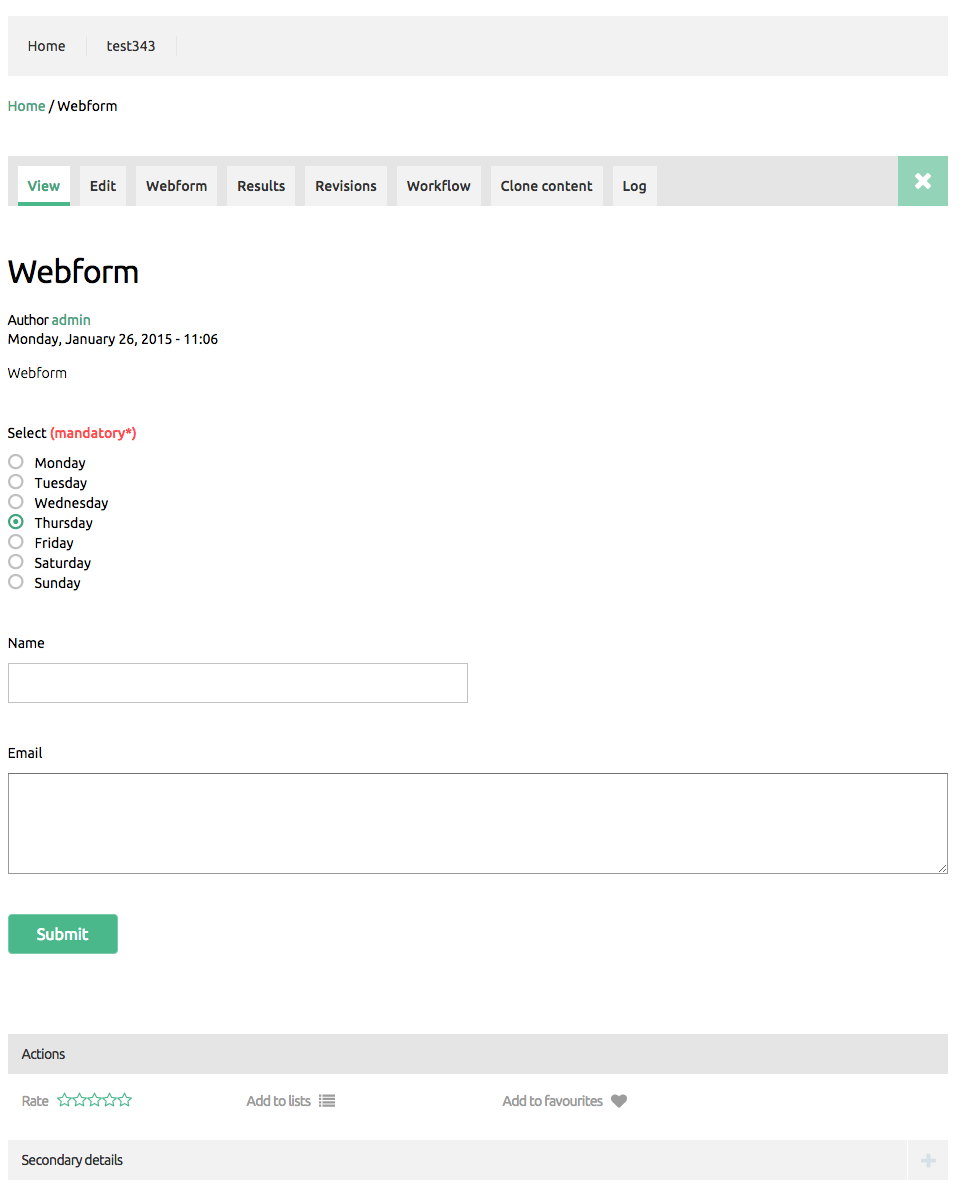 Home test343
Home / Webform
View Edit Webform Results Revisions Workflow Clone content Log
Webform
Author admin
Monday, January 26, 2015 - 11:06
Webform
Select (mandatory*)
Monday
Tuesday
Wednesday
Thursday
Friday
Saturday
Sunday
Name
Email
Submit
Actions
Rate Add to lists Add to favourites
Secondary details